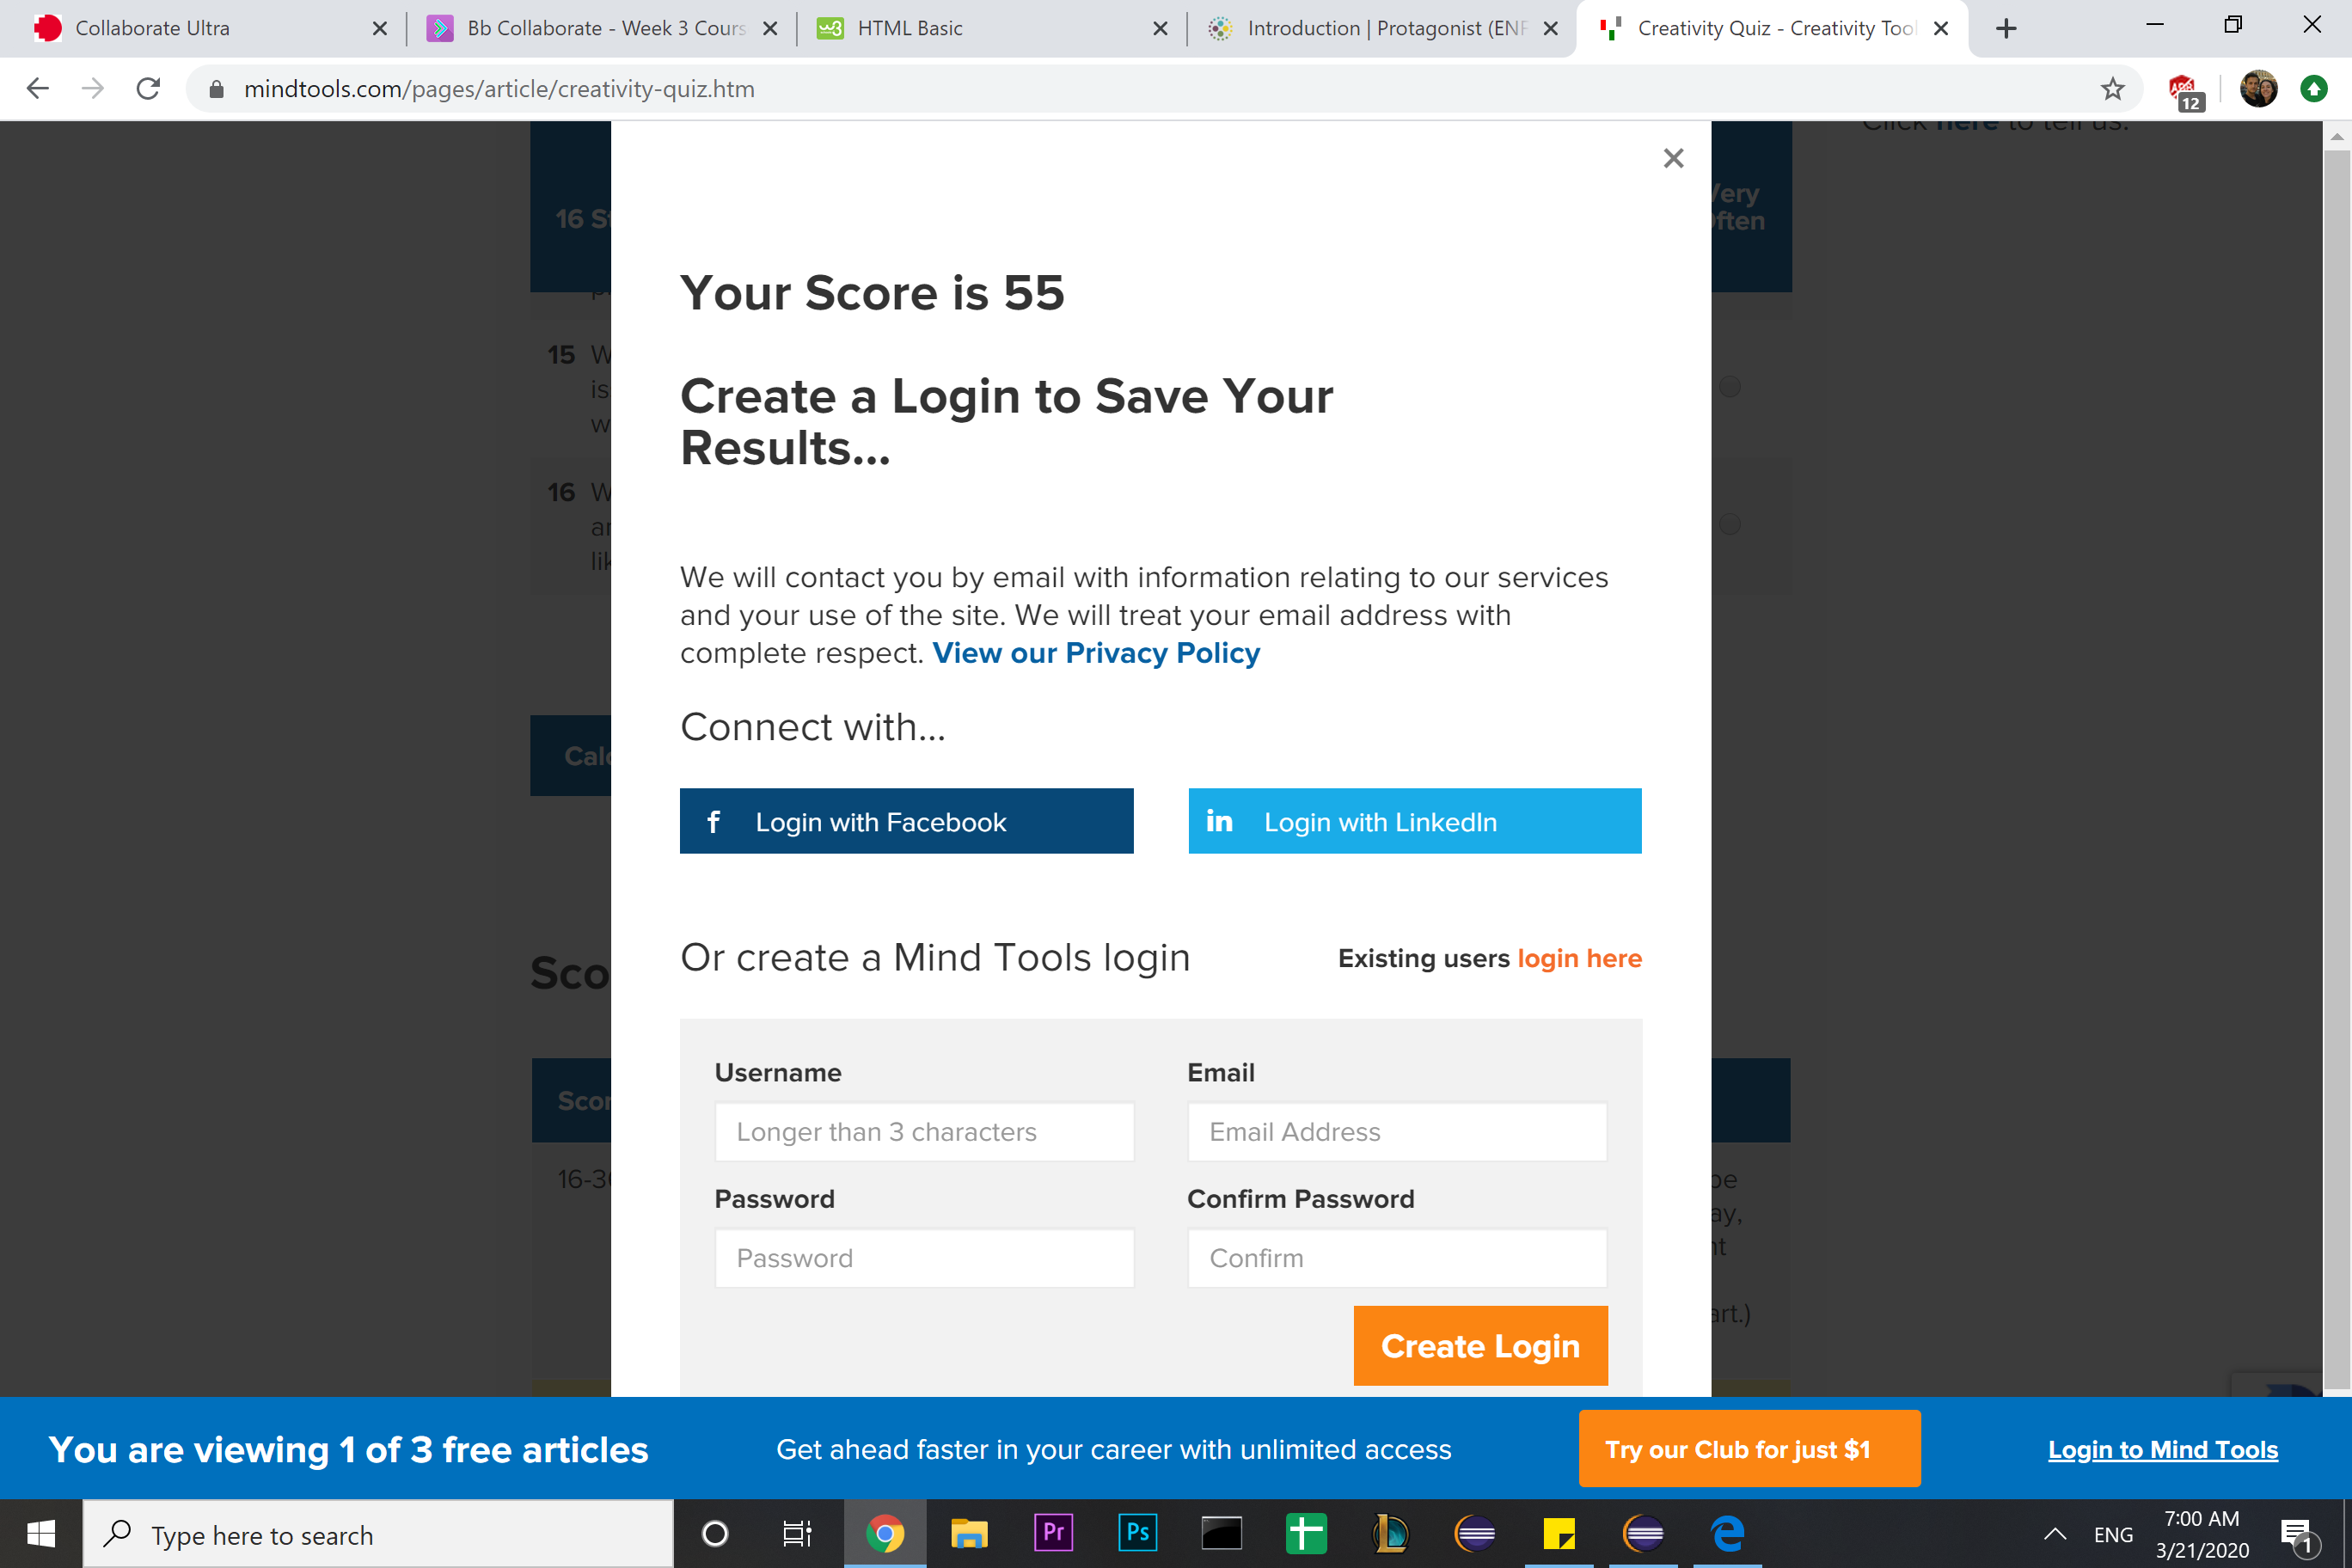 Collaborate Ultra
Bb Collaborate - Week 3 Cours
HTML Basic
Introduction | Protagonist (ENF
Creativity Quiz - Creativity Tool
mindtools.com/pages/article/creativity-quiz.htm
12
Click here to tell us.
16 St
Very
Often
Your Score is 55
15 W
is
w
Create a Login to Save Your
Results...
16 W
ar
lik
We will contact you by email with information relating to our services
and your use of the site. We will treat your email address with
complete respect. View our Privacy Policy
Connect with...
Calc
f Login with Facebook
in Login with LinkedIn
Or create a Mind Tools login
Existing users login here
Sco
Username
Email
Scor
Longer than 3 characters
Email Address
16-3
be
Password
Confirm Password
ay,
Password
Confirm
nt
art.)
Create Login
You are viewing 1 of 3 free articles
Get ahead faster in your career with unlimited access
Try our Club for just $1
Login to Mind Tools
Type here to search
Pr
Ps
ENG
7:00 AM
3/21/2020
1